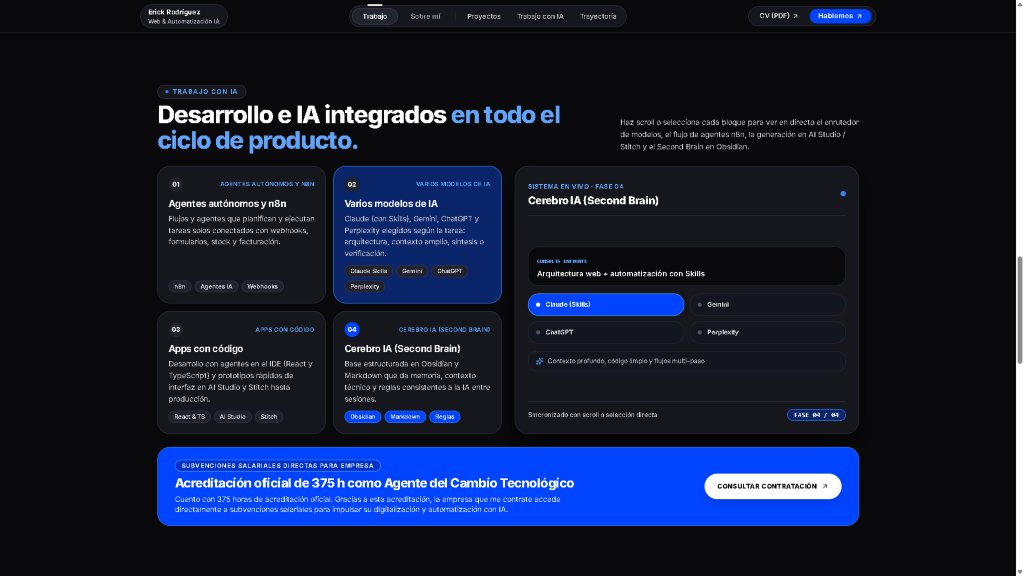 Erick Rodríguez
Web & Automatización IA
Trabajo
Sobre mí
Proyectos
Trabajo con IA
Trayectoria
CV (PDF) ↗
Hablemos ↗
TRABAJO CON IA
Desarrollo e IA integrados en todo el
ciclo de producto.
Haz scroll o selecciona cada bloque para ver en directo el enrutador
de modelos, el flujo de agentes n8n, la generación en AI Studio /
Stitch y el Second Brain en Obsidian.
01
AGENTES AUTÓNOMOS Y N8N
Agentes autónomos y n8n
Flujos y agentes que planifican y ejecutan
tareas solos conectados con webhooks,
formularios, stock y facturación.
n8n
Agentes IA
Webhooks
02
VARIOS MODELOS DE IA
Varios modelos de IA
Claude (con Skills), Gemini, ChatGPT y
Perplexity elegidos según la tarea:
arquitectura, contexto amplio, síntesis o
verificación.
Claude Skills
Gemini
ChatGPT
Perplexity
03
APPS CON CÓDIGO
Apps con código
Desarrollo con agentes en el IDE (React y
TypeScript) y prototipos rápidos de
interfaz en AI Studio y Stitch hasta
producción.
React & TS
AI Studio
Stitch
04
CEREBRO IA (SECOND BRAIN)
Cerebro IA (Second Brain)
Base estructurada en Obsidian y
Markdown que da memoria, contexto
técnico y reglas consistentes a la IA entre
sesiones.
Obsidian
Markdown
Reglas
SISTEMA EN VIVO · FASE 04
Cerebro IA (Second Brain)
CONSULTA ENTRANTE
Arquitectura web + automatización con Skills
Claude (Skills)
Gemini
ChatGPT
Perplexity
Contexto profundo, código limpio y flujos multi-paso
Sincronizado con scroll o selección directa
FASE 04 / 04
SUBVENCIONES SALARIALES DIRECTAS PARA EMPRESA
Acreditación oficial de 375 h como Agente del Cambio Tecnológico
Cuento con 375 horas de acreditación oficial. Gracias a esta acreditación, la empresa que me contrate accede
directamente a subvenciones salariales para impulsar su digitalización y automatización con IA.
CONSULTAR CONTRATACIÓN ↗